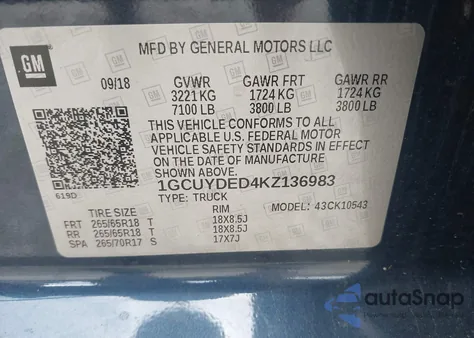 GM
MFD BY GENERAL MOTORS LLC
GM
09/18 GVWR GAWR FRT GAWR RR
3221 KG 1724 KG 1724 KG
7100 LB 3800 LB 3800 LB
THIS VEHICLE CONFORMS TO ALL
APPLICABLE U.S. FEDERAL MOTOR
VEHICLE SAFETY STANDARDS IN EFFECT
ON THE DATE OF MANUFACTURE
SHOWN ABOVE.
1GCUYDED4KZ136983
619D
TYPE: TRUCK MODEL: 43CK10543
TIRE SIZE RIM
FRT 265/65R18 T 18X8.5J
RR 265/65R18 T 18X8.5J
SPA 265/70R17 S 17X7J
autoSnap